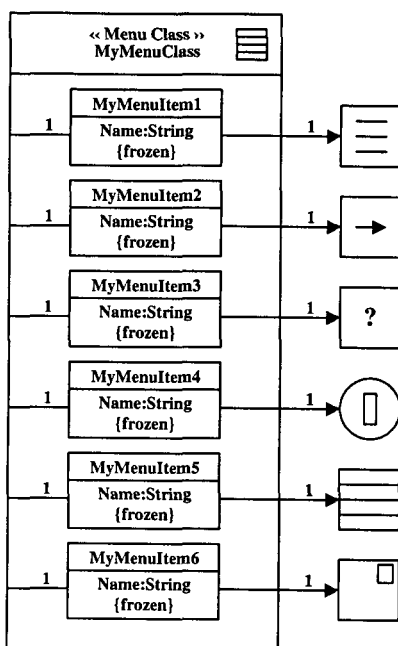 ‹‹ Menu Class ››
MyMenuClass
MyMenuItem1
1
Name:String
{frozen}
1
MyMenuItem2
1
Name:String
{frozen}
1
MyMenuItem3
1
Name:String
{frozen}
1
?
MyMenuItem4
1
Name:String
{frozen}
1
MyMenuItem5
1
Name:String
{frozen}
1
MyMenuItem6
1
Name:String
{frozen}
1